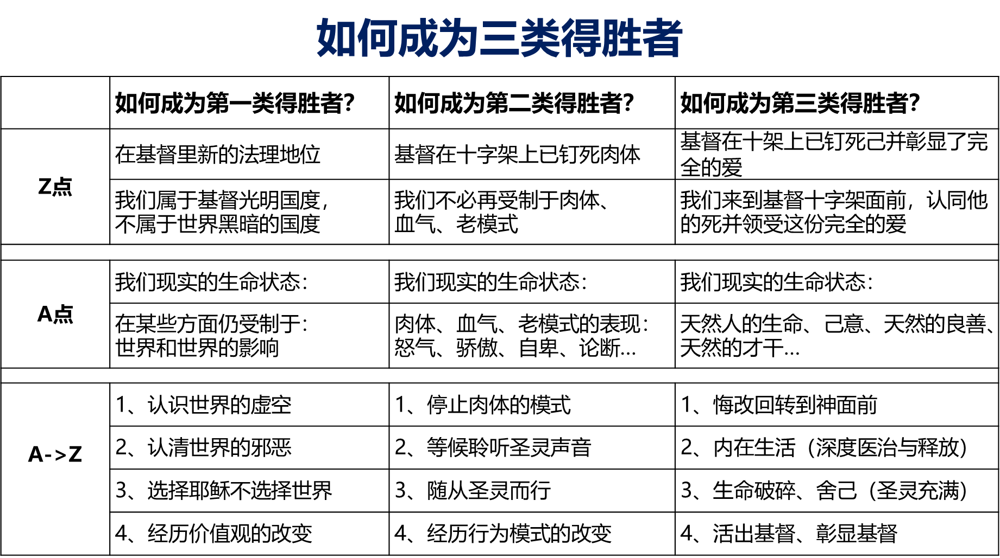 如何成为三类得胜者
如何成为第一类得胜者？
如何成为第二类得胜者？
如何成为第三类得胜者？
Z点
在基督里新的法理地位
基督在十字架上已钉死肉体
基督在十架上已钉死己并彰显了完
全的爱
我们属于基督光明国度，
不属于世界黑暗的国度
我们不必再受制于肉体、
血气、老模式
我们来到基督十字架面前，认同他
的死并领受这份完全的爱
A点
我们现实的生命状态：
我们现实的生命状态：
我们现实的生命状态：
在某些方面仍受制于：
世界和世界的影响
肉体、血气、老模式的表现：
怒气、骄傲、自卑、论断…
天然人的生命、己意、天然的良善、
天然的才干…
A->Z
1、认识世界的虚空
1、停止肉体的模式
1、悔改回转到神面前
2、认清世界的邪恶
2、等候聆听圣灵声音
2、内在生活（深度医治与释放）
3、选择耶稣不选择世界
3、随从圣灵而行
3、生命破碎、舍己（圣灵充满）
4、经历价值观的改变
4、经历行为模式的改变
4、活出基督、彰显基督